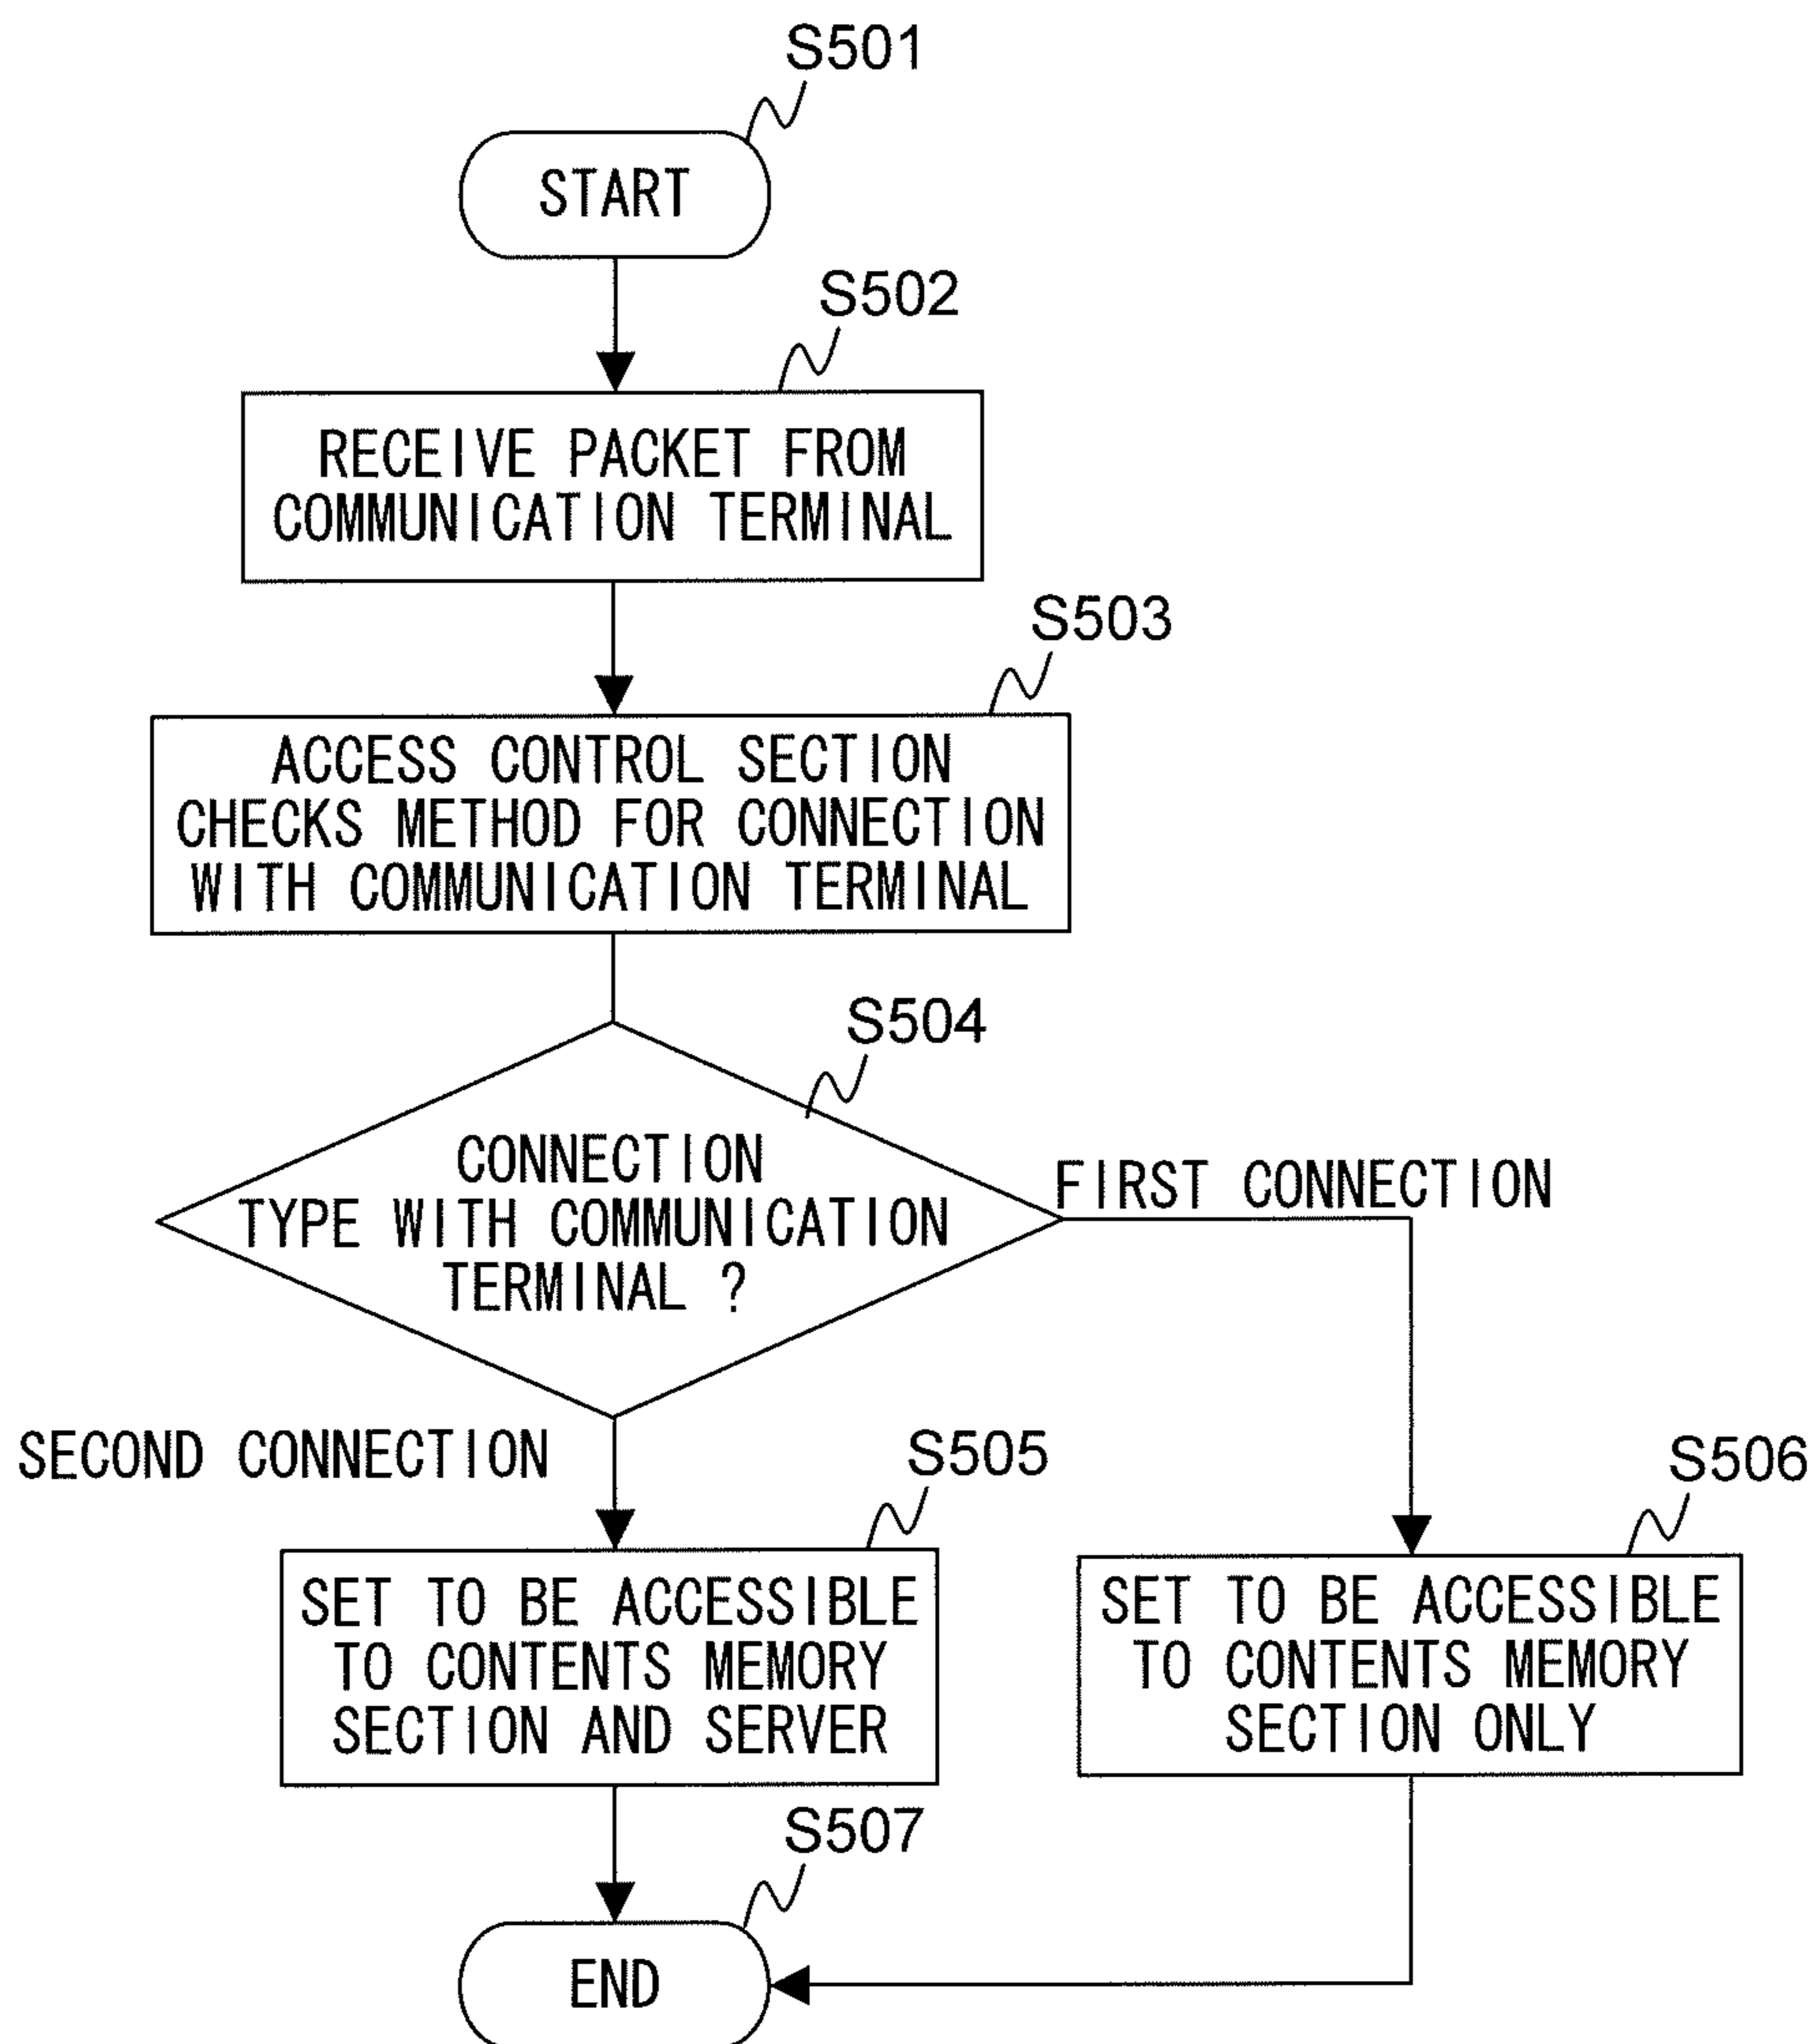 S501
START
S502
RECEIVE PACKET FROM
COMMUNICATION TERMINAL
S503
ACCESS CONTROL SECTION
CHECKS METHOD FOR CONNECTION
WITH COMMUNICATION TERMINAL
S504
CONNECTION
TYPE WITH COMMUNICATION
TERMINAL ?
FIRST CONNECTION
SECOND CONNECTION
S505
SET TO BE ACCESSIBLE
TO CONTENTS MEMORY
SECTION AND SERVER
S506
SET TO BE ACCESSIBLE
TO CONTENTS MEMORY
SECTION ONLY
S507
END